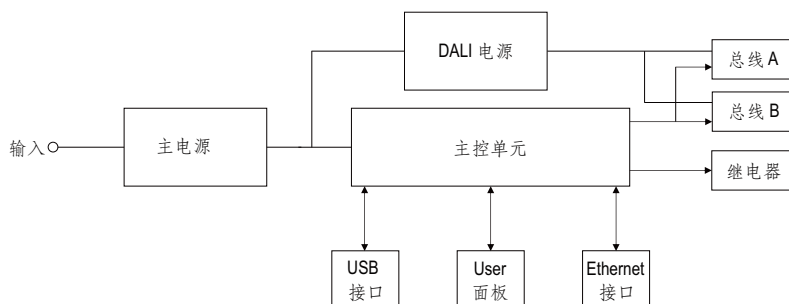 DALI 电源
总线 A
总线 B
输入
主电源
主控单元
继电器
USB
接口
User
面板
Ethernet
接口